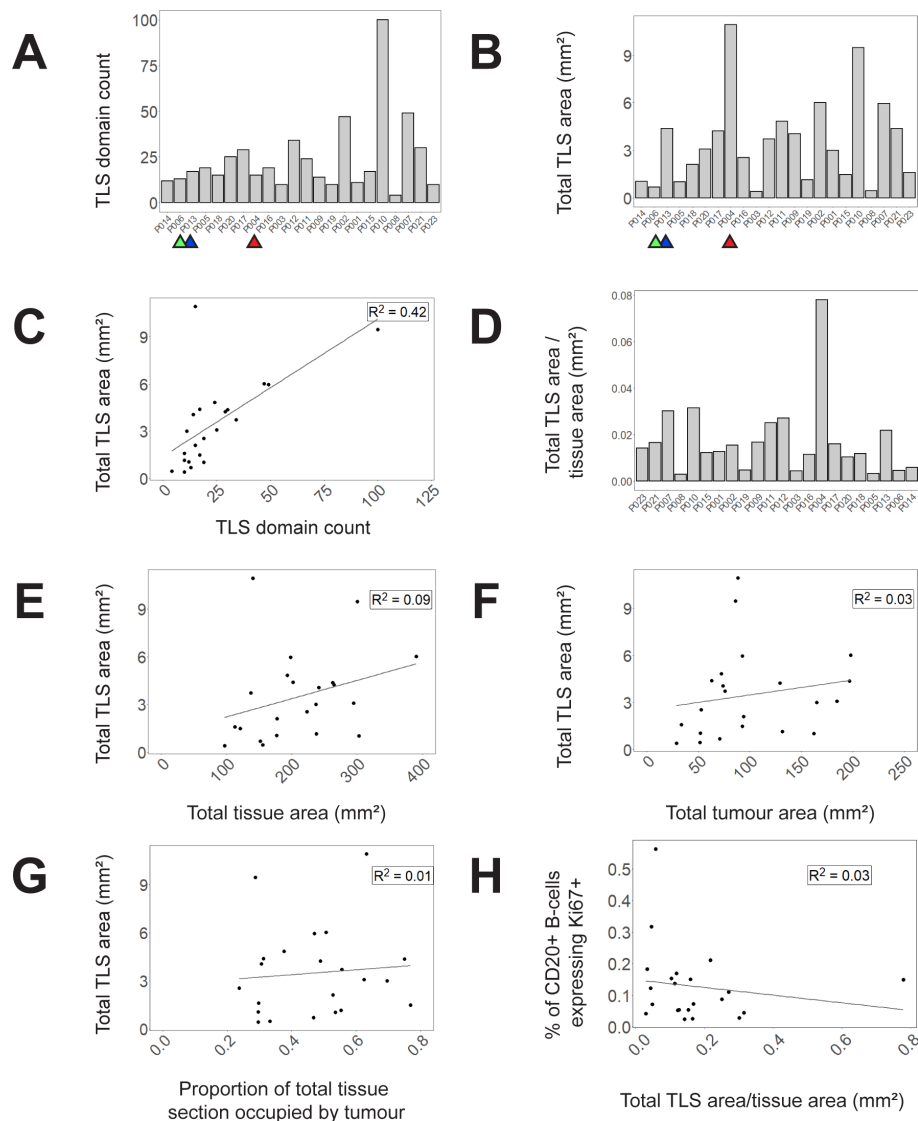 A
TLS domain count
100
75
50
25
0
P014 P006 P013 P005 P018 P020 P017 P004 P016 P003 P012 P011 P009 P019 P002 P001 P015 P010 P008 P007 P021 P023
B
Total TLS area (mm²)
9
6
3
0
P014 P006 P013 P005 P018 P020 P017 P004 P016 P003 P012 P011 P009 P019 P002 P001 P015 P010 P008 P007 P021 P023
C
Total TLS area (mm²)
9
6
3
0
R² = 0.42
0 25 50 75 100 125
TLS domain count
D
Total TLS area /
tissue area (mm²)
0.08
0.06
0.04
0.02
0.00
P023 P021 P007 P008 P010 P015 P001 P002 P019 P009 P011 P012 P003 P016 P004 P017 P020 P018 P005 P013 P006 P014
E
Total TLS area (mm²)
9
6
3
0
R² = 0.09
0 100 200 300 400
Total tissue area (mm²)
F
Total TLS area (mm²)
9
6
3
0
R² = 0.03
0 50 100 150 200 250
Total tumour area (mm²)
G
Total TLS area (mm²)
9
6
3
0
R² = 0.01
0.0 0.2 0.4 0.6 0.8
Proportion of total tissue
section occupied by tumour
H
% of CD20+ B-cells
expressing Ki67+
0.5
0.4
0.3
0.2
0.1
0.0
R² = 0.03
0.0 0.2 0.4 0.6 0.8
Total TLS area/tissue area (mm²)